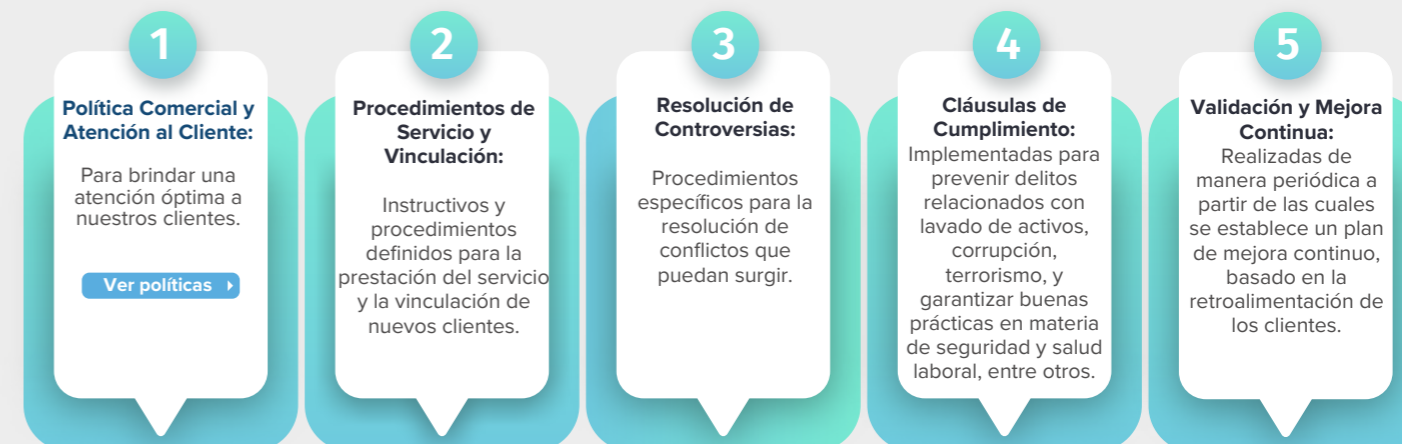 1
Política Comercial y
Atención al Cliente:
Para brindar una
atención óptima a
nuestros clientes.
Ver políticas
2
Procedimientos de
Servicio y
Vinculación:
Instructivos y
procedimientos
definidos para la
prestación del servicio
y la vinculación de
nuevos clientes.
3
Resolución de
Controversias:
Procedimientos
específicos para la
resolución de
conflictos que
puedan surgir.
4
Cláusulas de
Cumplimiento:
Implementadas para
prevenir delitos
relacionados con
lavado de activos,
corrupción,
terrorismo, y
garantizar buenas
prácticas en materia
de seguridad y salud
laboral, entre otros.
5
Validación y Mejora
Continua:
Realizadas de
manera periódica a
partir de las cuales
se establece un plan
de mejora continuo,
basado en la
retroalimentación de
los clientes.